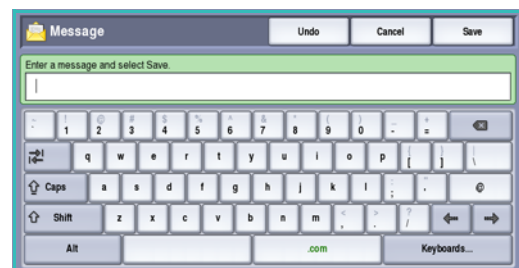 Message Undo Cancel Save
Enter a message and select Save.
~ ! @ # $ % ^ & * ( ) _ +
` 1 2 3 4 5 6 7 8 9 0 - =
q w e r t y u i o p { [ } ] | \
Caps a s d f g h j k l : ; " ' @
Shift z x c v b n m < , > . ? /
Alt .com Keyboards...